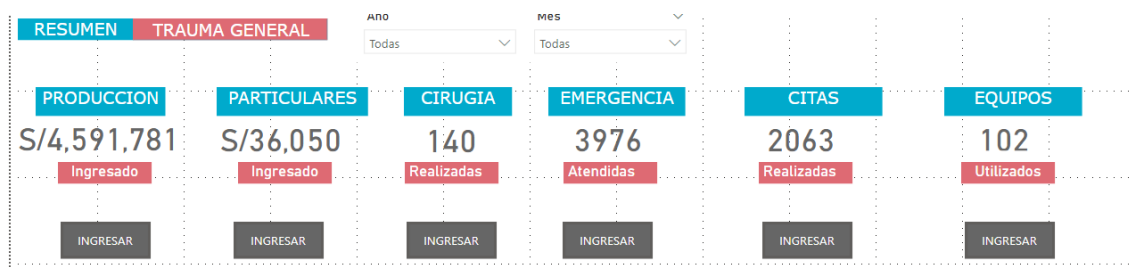 RESUMEN TRAUMA GENERAL
Año Mes
Todas Todas
PRODUCCION PARTICULARES CIRUGIA EMERGENCIA CITAS EQUIPOS
S/4,591,781 S/36,050 140 3976 2063 102
Ingresado Ingresado Realizadas Atendidas Realizadas Utilizados
INGRESAR INGRESAR INGRESAR INGRESAR INGRESAR INGRESAR